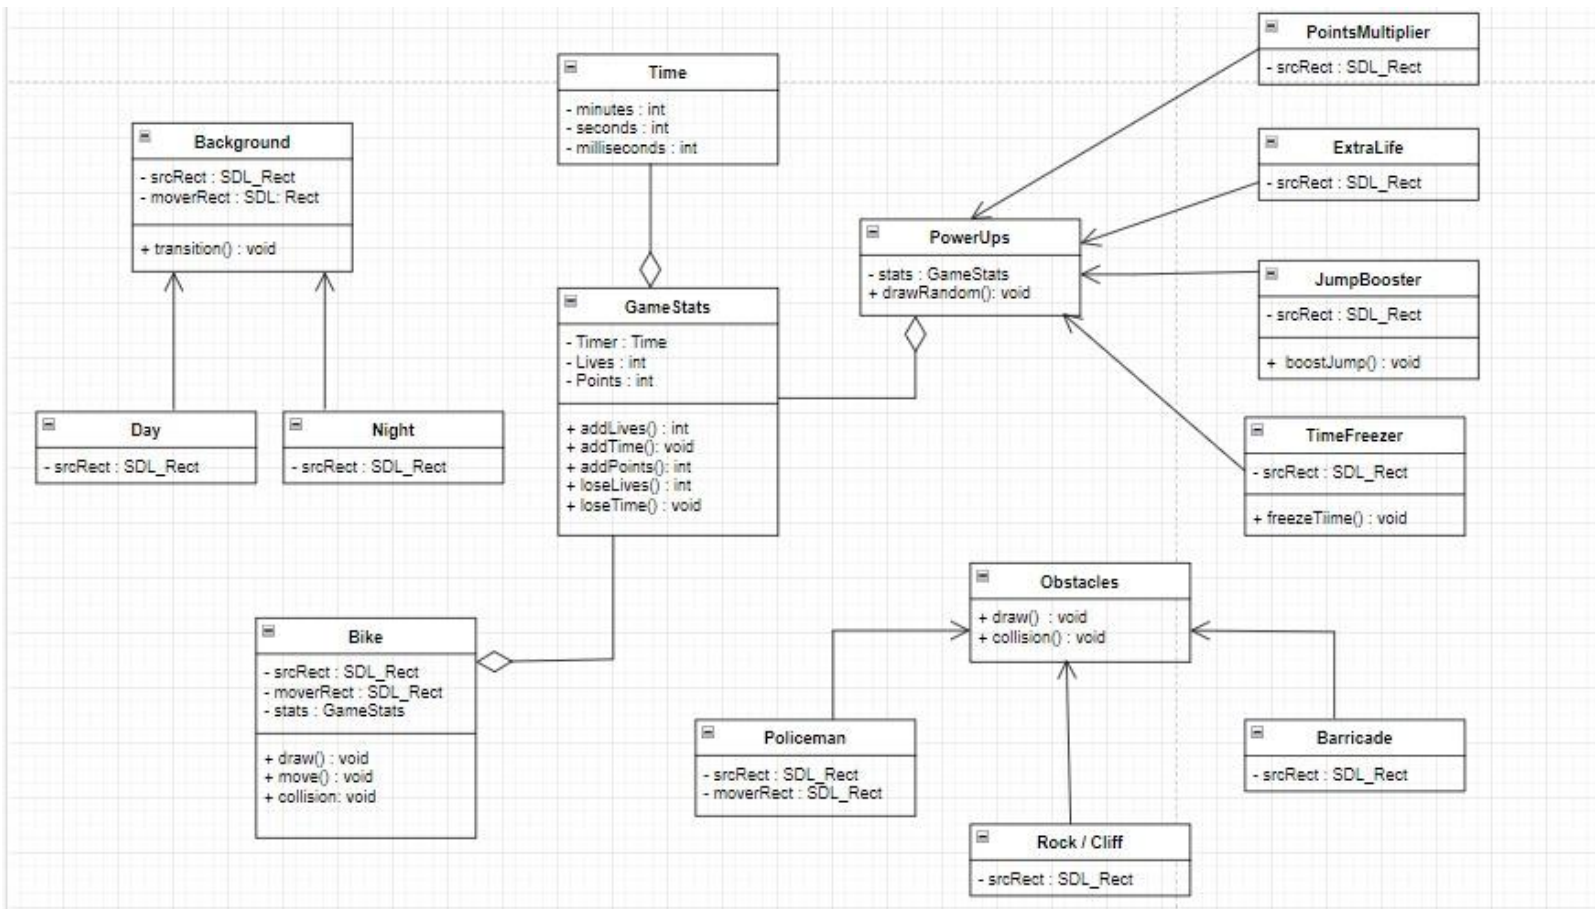 PointsMultiplier
- srcRect : SDL_Rect
Time
- minutes : int
- seconds : int
- milliseconds : int
Background
- srcRect : SDL_Rect
- moverRect : SDL: Rect
+ transition() : void
ExtraLife
- srcRect : SDL_Rect
PowerUps
- stats : GameStats
+ drawRandom(): void
JumpBooster
- srcRect : SDL_Rect
+ boostJump() : void
GameStats
- Timer : Time
- Lives : int
- Points : int
+ addLives() : int
+ addTime(): void
+ addPoints(): int
+ loseLives() : int
+ loseTime() : void
Day
- srcRect : SDL_Rect
Night
- srcRect : SDL_Rect
TimeFreezer
- srcRect : SDL_Rect
+ freezeTiime() : void
Obstacles
+ draw() : void
+ collision() : void
Bike
- srcRect : SDL_Rect
- moverRect : SDL_Rect
- stats : GameStats
+ draw() : void
+ move() : void
+ collision: void
Policeman
- srcRect : SDL_Rect
- moverRect : SDL_Rect
Barricade
- srcRect : SDL_Rect
Rock / Cliff
- srcRect : SDL_Rect